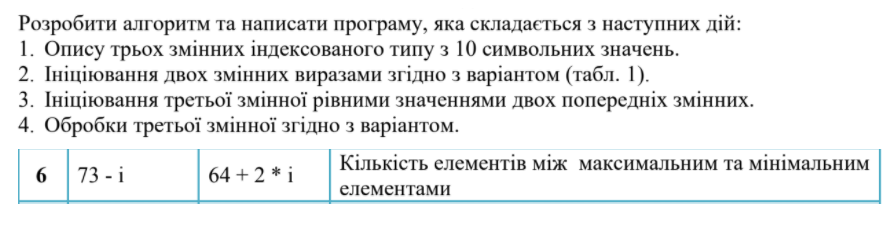 Розробити алгоритм та написати програму, яка складається з наступних дій:
1. Опису трьох змінних індексованого типу з 10 символьних значень.
2. Ініціювання двох змінних виразами згідно з варіантом (табл. 1).
3. Ініціювання третьої змінної рівними значеннями двох попередніх змінних.
4. Обробки третьої змінної згідно з варіантом.
6 73 - і 64 + 2 * і Кількість елементів між максимальним та мінімальним
елементами